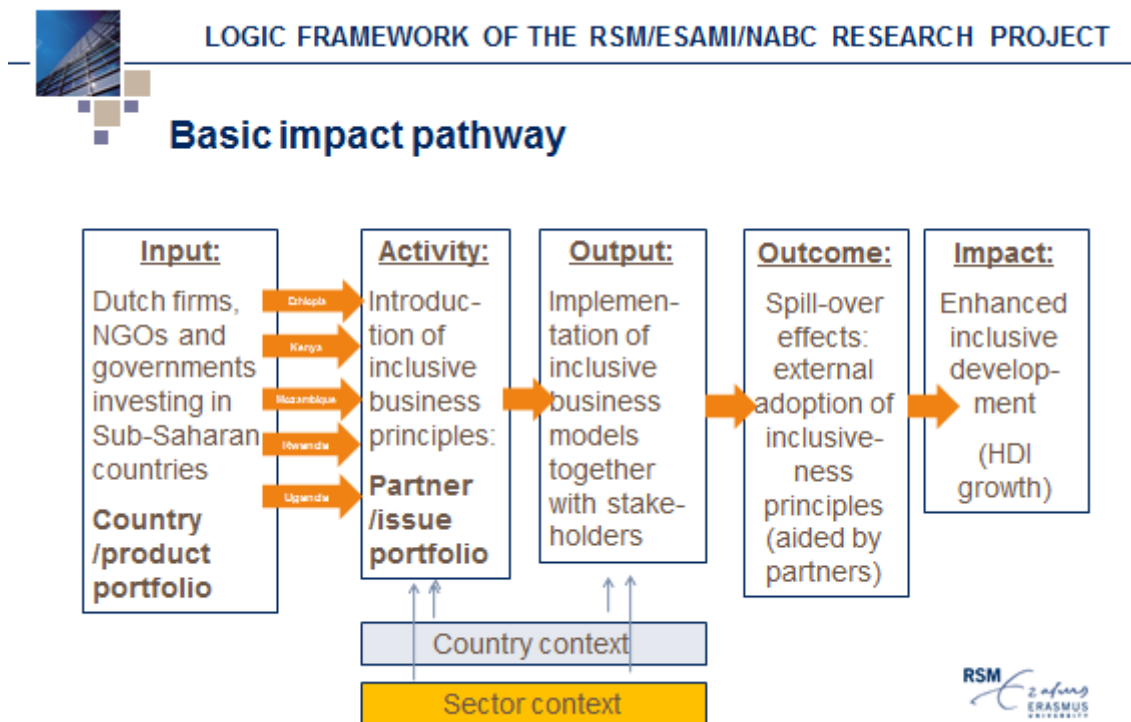 LOGIC FRAMEWORK OF THE RSM/ESAMI/NABC RESEARCH PROJECT
Basic impact pathway
Input:
Dutch firms,
NGOs and
governments
investing in
Sub-Saharan
countries
Country
/product
portfolio
Ethiopia
Kenya
Mozambique
Rwanda
Uganda
Activity:
Introduc-
tion of
inclusive
business
principles:
Partner
/issue
portfolio
Output:
Implemen-
tation of
inclusive
business
models
together
with stake-
holders
Outcome:
Spill-over
effects:
external
adoption of
inclusive-
ness
principles
(aided by
partners)
Impact:
Enhanced
inclusive
develop-
ment
(HDI
growth)
Country context
Sector context
RSM
Erasmus
ERASMUS
UNIVERSITY